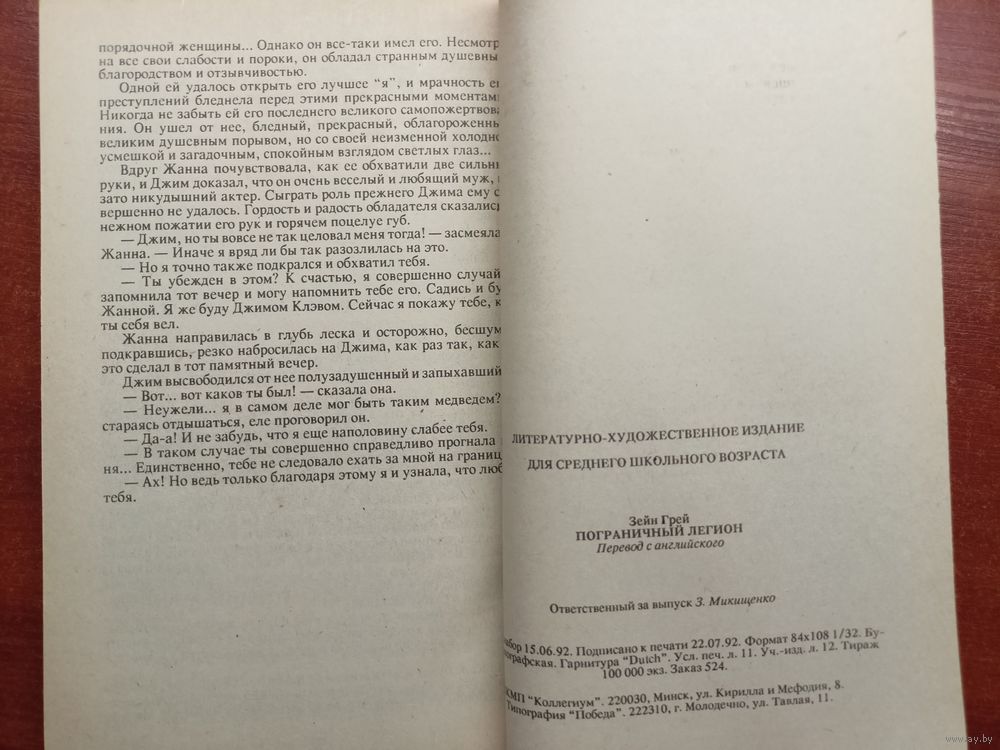 порядочной женщины... Однако он все-таки имел его. Несмотр
на все свои слабости и пороки, он обладал странным душевны
благородством и отзывчивостью.
Одной ей удалось открыть его лучшее “я”, и мрачность ег
преступлений бледнела перед этими прекрасными моментам
Никогда не забыть ей его последнего великого самопожертвова
ния. Он ушел от нее, бледный, прекрасный, облагороженны
великим душевным порывом, но со своей неизменной холодно
усмешкой и загадочным, спокойным взглядом светлых глаз...
Вдруг Жанна почувствовала, как ее обхватили две сильны
руки, и Джим доказал, что он очень веселый и любящий муж,
зато никудышний актер. Сыграть роль прежнего Джима ему с
вершенно не удалось. Гордость и радость обладателя сказались
нежном пожатии его рук и горячем поцелуе губ.
— Джим, но ты вовсе не так целовал меня тогда! — засмеяла
Жанна. — Иначе я вряд ли бы так разозлилась на это.
— Но я точно также подкрался и обхватил тебя.
— Ты убежден в этом? К счастью, я совершенно случай
запомнила тот вечер и могу напомнить тебе его. Садись и бу
Жанной. Я же буду Джимом Клэвом. Сейчас я покажу тебе, к
ты себя вел.
Жанна направилась в глубь леска и осторожно, бесшум
подкравшись, резко набросилась на Джима, как раз так, как
это сделал в тот памятный вечер.
Джим высвободился от нее полузадушенный и запыхавший
— Вот... вот каков ты был! — сказала она.
— Неужели... я в самом деле мог быть таким медведем?
стараясь отдышаться, еле проговорил он.
— Да-а! И не забудь, что я еще наполовину слабее тебя.
— В таком случае ты совершенно справедливо прогнала
ня... Единственно, тебе не следовало ехать за мной на границ
— Ах! Но ведь только благодаря этому я и узнала, что люб
тебя.
ЛИТЕРАТУРНО-ХУДОЖЕСТВЕННОЕ ИЗДАНИЕ
ДЛЯ СРЕДНЕГО ШКОЛЬНОГО ВОЗРАСТА
Зейн Грей
ПОГРАНИЧНЫЙ ЛЕГИОН
Перевод с английского
Ответственный за выпуск З. Микищенко
абор 15.06.92. Подписано к печати 22.07.92. Формат 84x108 1/32. Бу-
ографская. Гарнитура “Dutch”. Усл. печ. л. 11. Уч.-изд. л. 12. Тираж
100 000 экз. Заказ 524.
КМП “Коллегиум”. 220030, Минск, ул. Кирилла и Мефодия, 8.
Типография “Победа”. 222310, г. Молодечно, ул. Тавлая, 11.
www.ay.by